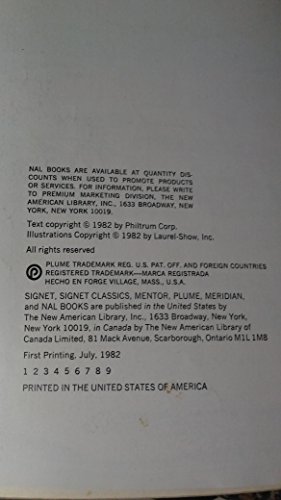 NAL BOOKS ARE AVAILABLE AT QUANTITY DIS-
COUNTS WHEN USED TO PROMOTE PRODUCTS
OR SERVICES. FOR INFORMATION, PLEASE WRITE
TO PREMIUM MARKETING DIVISION, THE NEW
AMERICAN LIBRARY, INC., 1633 BROADWAY, NEW
YORK, NEW YORK 10019.
Text copyright © 1982 by Philtrum Corp.
Illustrations Copyright © 1982 by Laurel-Show, Inc.
All rights reserved
P PLUME TRADEMARK REG. U.S. PAT. OFF. AND FOREIGN COUNTRIES
REGISTERED TRADEMARK—MARCA REGISTRADA
HECHO EN FORGE VILLAGE, MASS., U.S.A.
SIGNET, SIGNET CLASSICS, MENTOR, PLUME, MERIDIAN,
and NAL BOOKS are published in the United States by
The New American Library, Inc., 1633 Broadway, New York,
New York 10019, in Canada by The New American Library of
Canada Limited, 81 Mack Avenue, Scarborough, Ontario M1L 1M8
First Printing, July, 1982
1 2 3 4 5 6 7 8 9
PRINTED IN THE UNITED STATES OF AMERICA